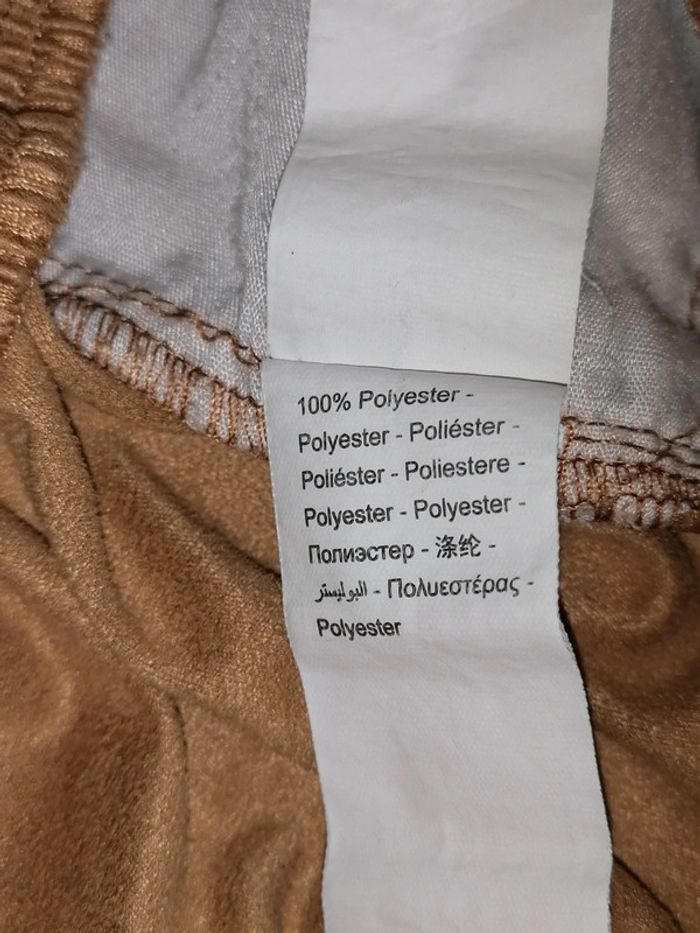 100% Polyester -
Polyester - Poliéster -
Poliéster - Poliestere -
Polyester - Polyester -
Полиэстер - 涤纶 -
البوليستر - Πολυεστέρας -
Polyester